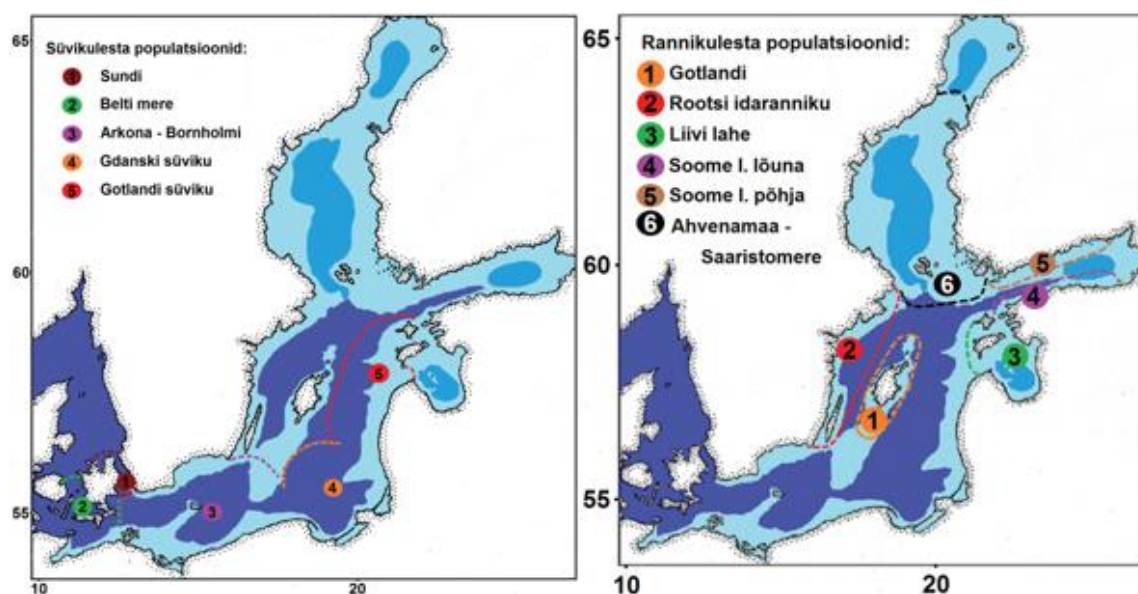 Süvikulesta populatsioonid:
1 Sundi
2 Belti mere
3 Arkona - Bornholmi
4 Gdanski süviku
5 Gotlandi süviku
65
60
55
10
20
1
2
3
4
5
Rannikulesta populatsioonid:
1 Gotlandi
2 Rootsi idaranniku
3 Liivi lahe
4 Soome l. lõuna
5 Soome l. põhja
6 Ahvenamaa -
Saaristomere
65
60
55
10
20
5
6
4
2
3
1